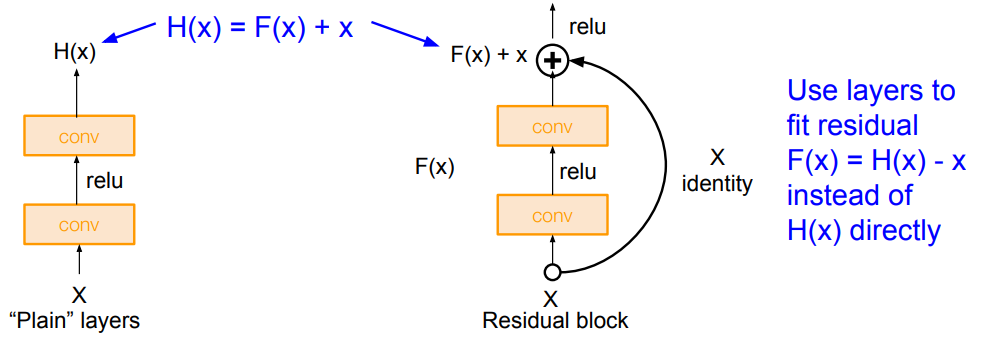 H(x) = F(x) + x
H(x)
conv
relu
conv
X
“Plain” layers
relu
F(x) + x
conv
F(x)
relu
conv
X
identity
X
Residual block
Use layers to
fit residual
F(x) = H(x) - x
instead of
H(x) directly